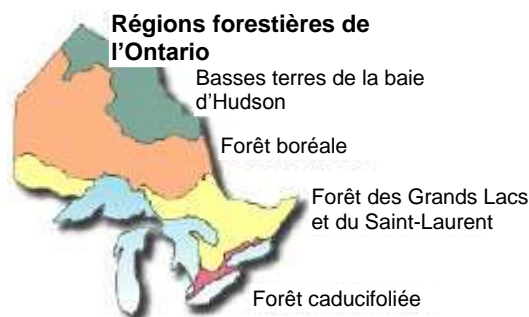 Régions forestières de
l’Ontario
Basses terres de la baie
d’Hudson
Forêt boréale
Forêt des Grands Lacs
et du Saint-Laurent
Forêt caducifoliée